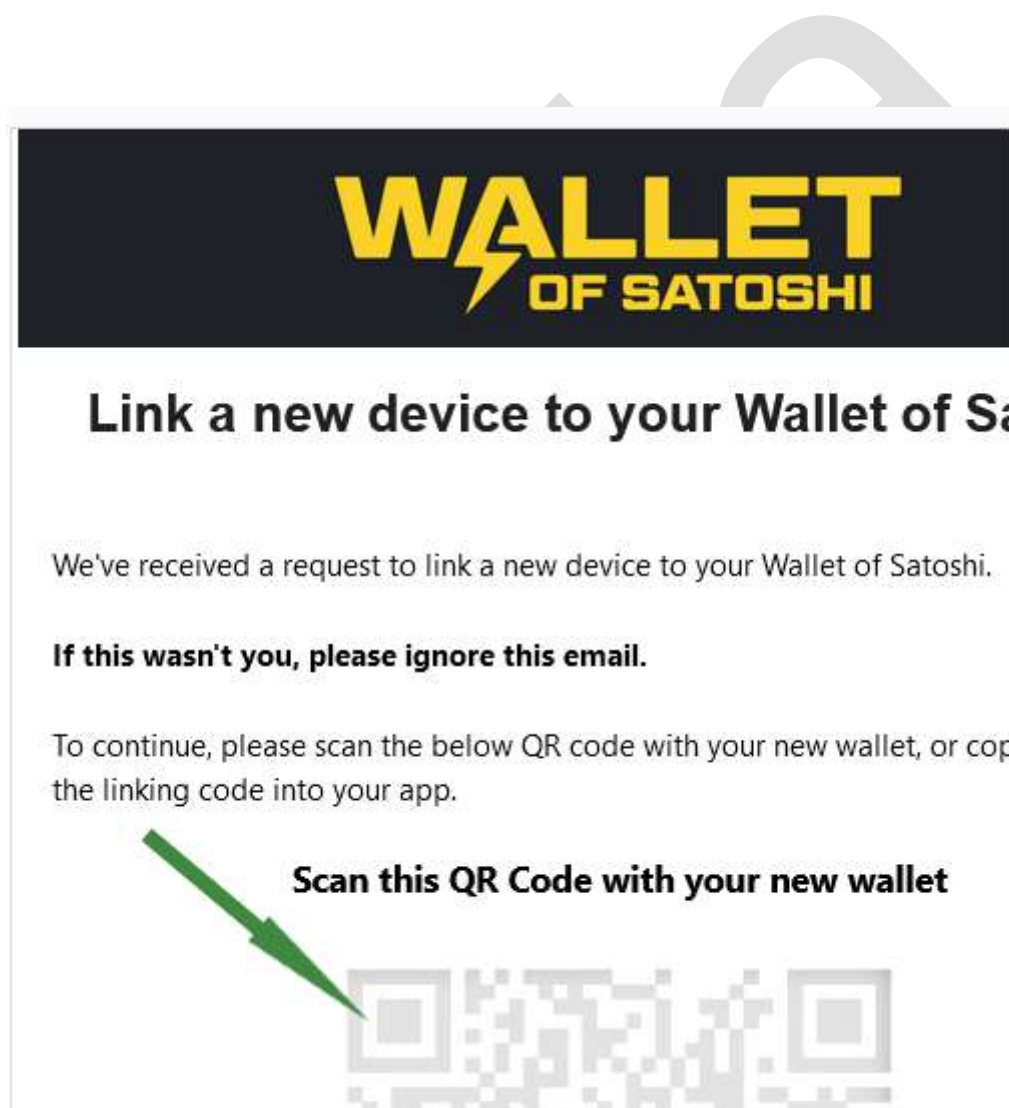 WALLET
OF SATOSHI
Link a new device to your Wallet of Sa
We've received a request to link a new device to your Wallet of Satoshi.
If this wasn't you, please ignore this email.
To continue, please scan the below QR code with your new wallet, or cop
the linking code into your app.
Scan this QR Code with your new wallet